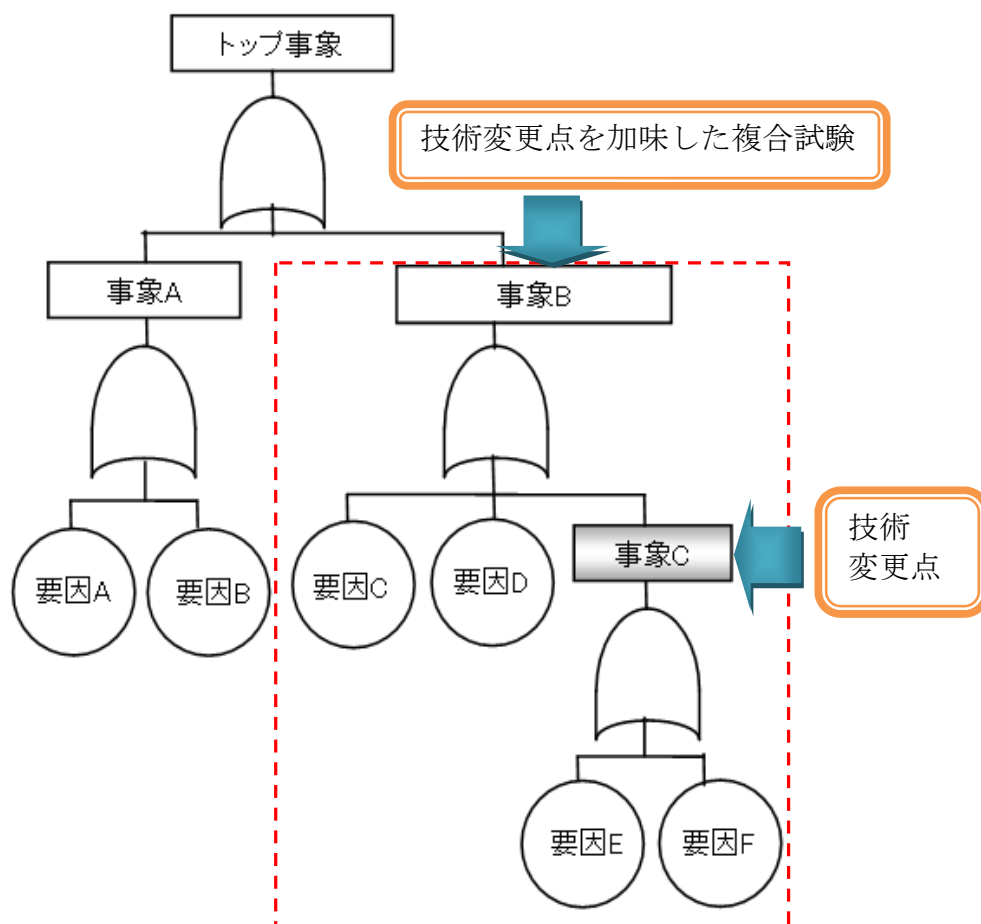 トップ事象
技術変更点を加味した複合試験
事象A
事象B
要因A
要因B
要因C
要因D
事象C
技術
変更点
要因E
要因F